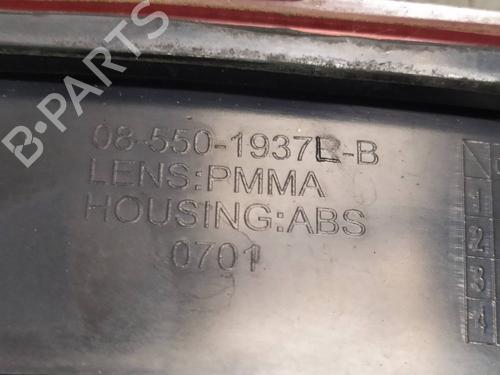 08-550-1937L-B
LENS:PMMA
HOUSING:ABS
0701
1
2
3
4
B-PARTS